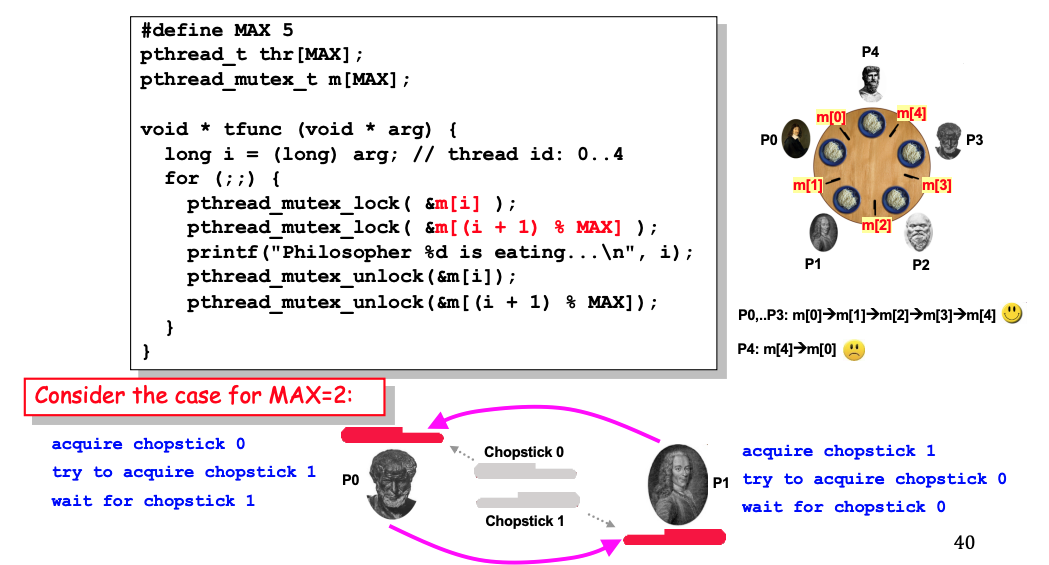 #define MAX 5
pthread_t thr[MAX];
pthread_mutex_t m[MAX];
void * tfunc (void * arg) {
long i = (long) arg; // thread id: 0..4
for (;;) {
pthread_mutex_lock( &m[i] );
pthread_mutex_lock( &m[(i + 1) % MAX] );
printf("Philosopher %d is eating...\n", i);
pthread_mutex_unlock(&m[i]);
pthread_mutex_unlock(&m[(i + 1) % MAX]);
}
}
P4
m[0]
m[4]
P0
P3
m[1]
m[3]
m[2]
P1
P2
P0,..P3: m[0]➔m[1]➔m[2]➔m[3]➔m[4]
P4: m[4]➔m[0]
Consider the case for MAX=2:
acquire chopstick 0
try to acquire chopstick 1
wait for chopstick 1
P0
Chopstick 0
Chopstick 1
P1
acquire chopstick 1
try to acquire chopstick 0
wait for chopstick 0
40